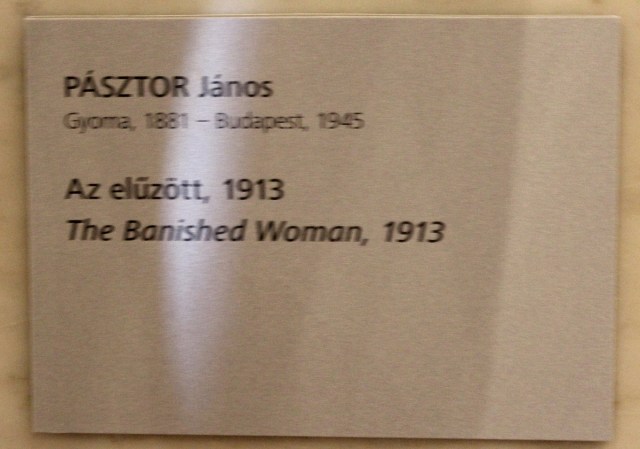 PÁSZTOR János
Gyoma, 1881 – Budapest, 1945
Az elűzött, 1913
The Banished Woman, 1913